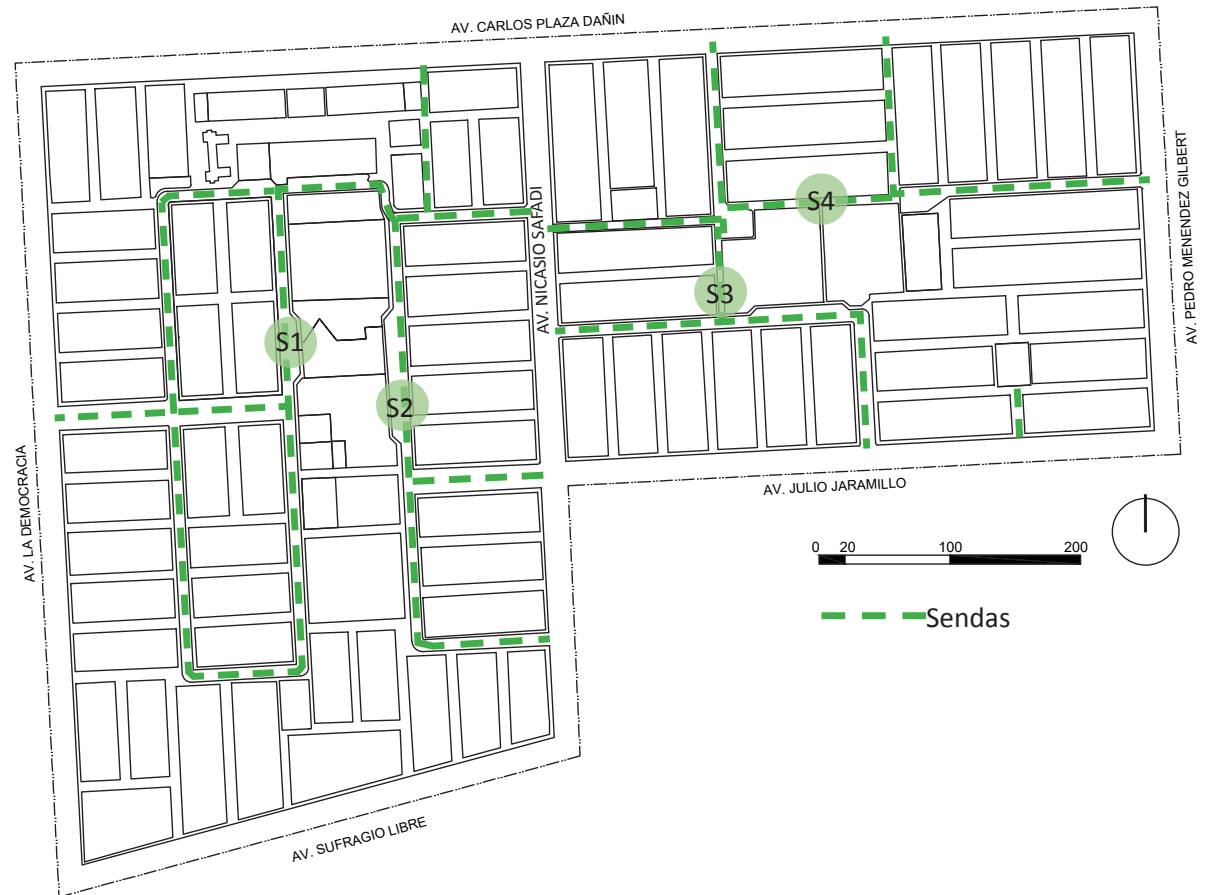 AV. CARLOS PLAZA DAÑIN
AV. PEDRO MENENDEZ GILBERT
AV. NICASIO SAFADI
S4
S3
S1
S2
AV. LA DEMOCRACIA
AV. JULIO JARAMILLO
0 20 100 200
Sendas
AV. SUFRAGIO LIBRE